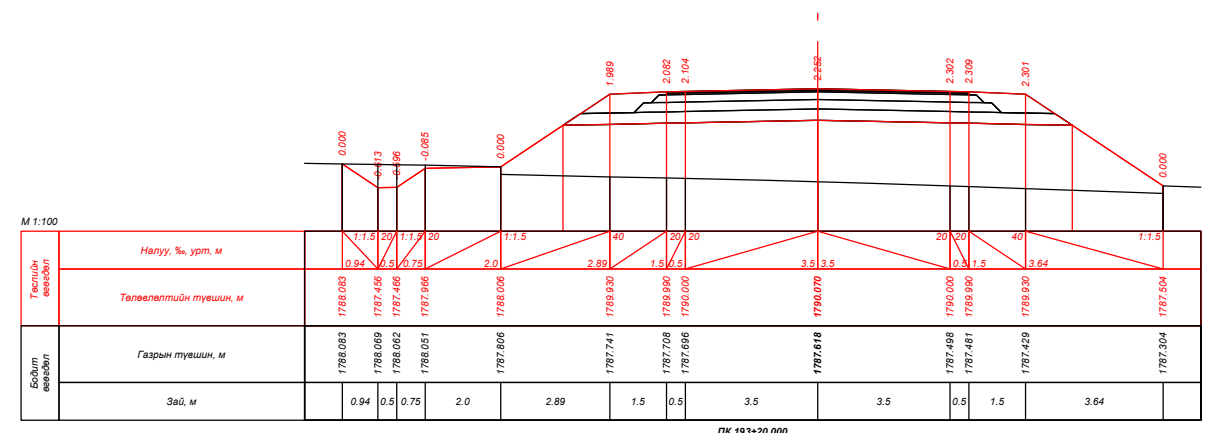 0.000 -0.085 0.000 1.989 2.082 2.104 2.252 2.302 2.309 2.301 0.000
М 1:100
Төслийн өгөгдөл
Налуу, ‰, урт, м
1:1.5 20 1:1.5 20 1:1.5 40 20 20 20 20 40 1:1.5
0.94 0.5 0.75 2.0 2.89 1.5 0.5 3.5 3.5 0.5 1.5 3.64
Төлөвлөлтийн түвшин, м
1788.083 1787.456 1787.466 1787.966 1788.006 1789.930 1789.990 1790.000 1790.070 1790.000 1789.990 1789.930 1787.504
Бодит өгөгдөл
Газрын түвшин, м
1788.083 1788.069 1788.062 1788.051 1787.806 1787.741 1787.708 1787.696 1787.618 1787.498 1787.481 1787.429 1787.304
Зай, м
0.94 0.5 0.75 2.0 2.89 1.5 0.5 3.5 3.5 0.5 1.5 3.64
ПК 193+20.000